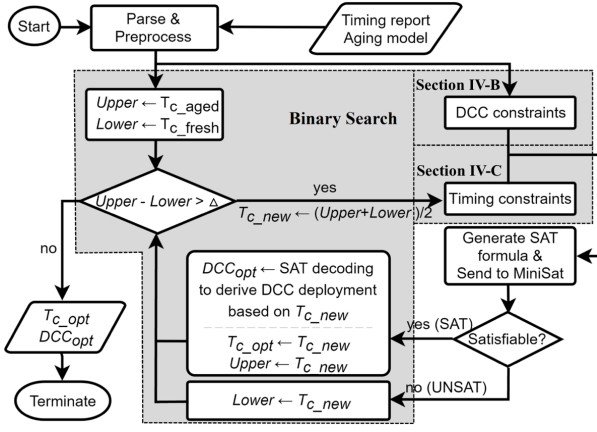 Start
Parse &
Preprocess
Timing report
Aging model
Upper ← T_c_aged
Lower ← T_c_fresh
Binary Search
Section IV-B
DCC constraints
Section IV-C
Timing constraints
Upper - Lower > △
yes
T_c_new ← (Upper+Lower)/2
no
Generate SAT
formula &
Send to MiniSat
DCCopt ← SAT decoding
to derive DCC deployment
based on T_c_new
T_c_opt ← T_c_new
Upper ← T_c_new
yes (SAT)
Satisfiable?
no (UNSAT)
Lower ← T_c_new
T_c_opt
DCCopt
Terminate